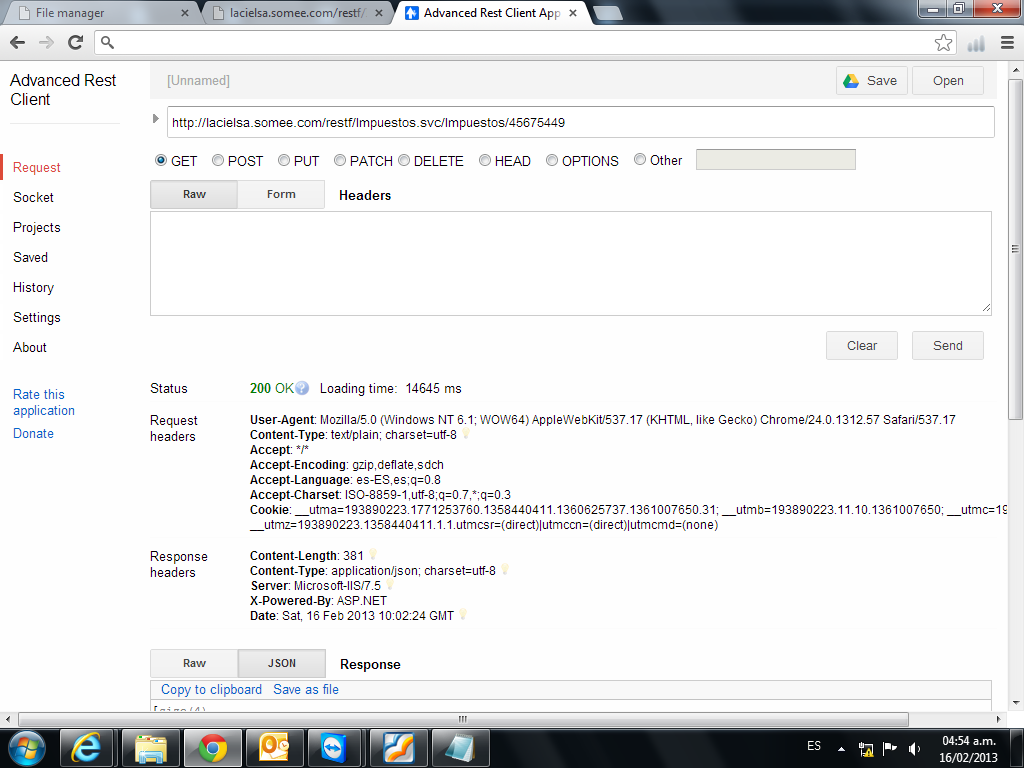 File manager
lacielsa.somee.com/restf/
Advanced Rest Client App
Advanced Rest Client
[Unnamed]
Save
Open
http://lacielsa.somee.com/restf/Impuestos.svc/Impuestos/45675449
GET POST PUT PATCH DELETE HEAD OPTIONS Other
Raw Form Headers
Request
Socket
Projects
Saved
History
Settings
About
Rate this application
Donate
Clear
Send
Status 200 OK Loading time: 14645 ms
Request headers
User-Agent: Mozilla/5.0 (Windows NT 6.1; WOW64) AppleWebKit/537.17 (KHTML, like Gecko) Chrome/24.0.1312.57 Safari/537.17
Content-Type: text/plain; charset=utf-8
Accept: */*
Accept-Encoding: gzip,deflate,sdch
Accept-Language: es-ES,es;q=0.8
Accept-Charset: ISO-8859-1,utf-8;q=0.7,*;q=0.3
Cookie: __utma=193890223.1771253760.1358440411.1360625737.1361007650.31; __utmb=193890223.11.10.1361007650; __utmc=19
__utmz=193890223.1358440411.1.1.utmcsr=(direct)|utmccn=(direct)|utmcmd=(none)
Response headers
Content-Length: 381
Content-Type: application/json; charset=utf-8
Server: Microsoft-IIS/7.5
X-Powered-By: ASP.NET
Date: Sat, 16 Feb 2013 10:02:24 GMT
Raw JSON Response
Copy to clipboard Save as file
ES
04:54 a.m.
16/02/2013